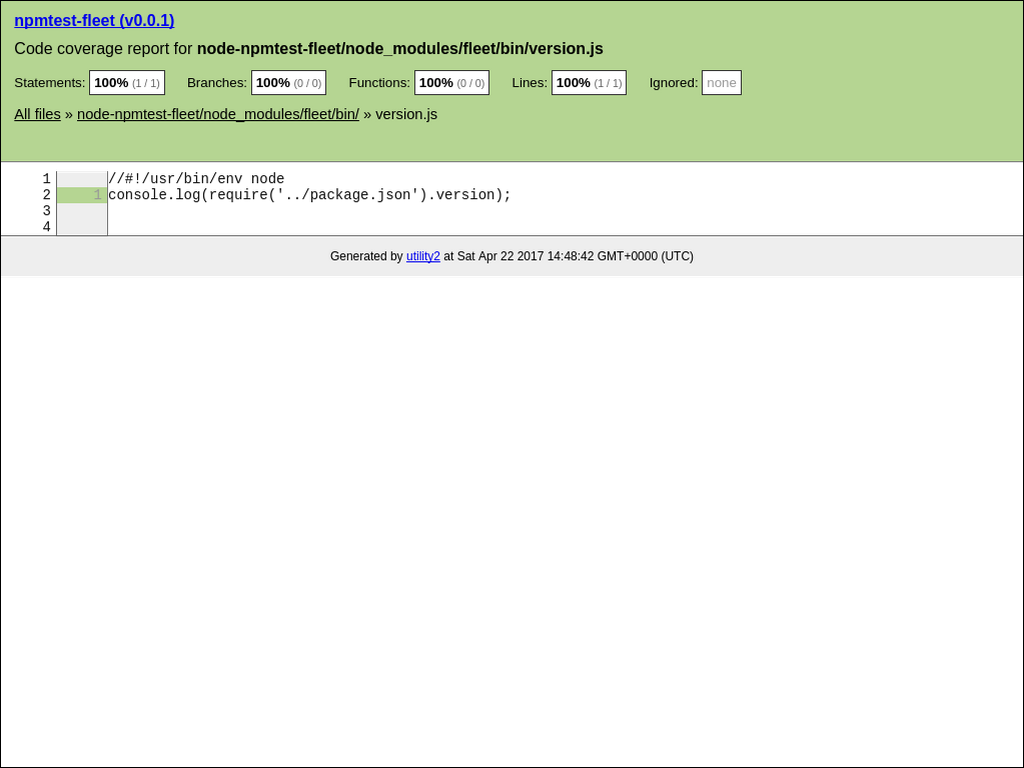 npmtest-fleet (v0.0.1)
Code coverage report for node-npmtest-fleet/node_modules/fleet/bin/version.js
Statements: 100% (1 / 1) Branches: 100% (0 / 0) Functions: 100% (0 / 0) Lines: 100% (1 / 1) Ignored: none
All files » node-npmtest-fleet/node_modules/fleet/bin/ » version.js
1 //#!/usr/bin/env node
2 1 console.log(require('../package.json').version);
3
4
Generated by utility2 at Sat Apr 22 2017 14:48:42 GMT+0000 (UTC)